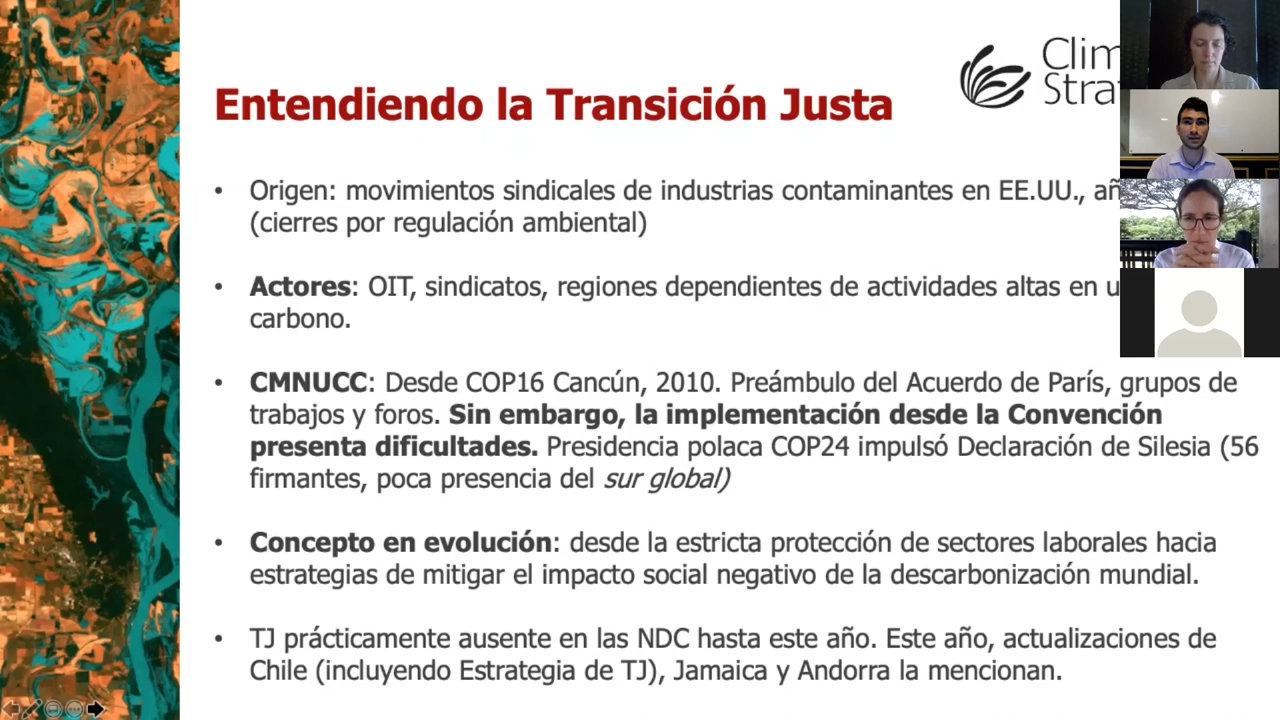 Entendiendo la Transición Justa
• Origen: movimientos sindicales de industrias contaminantes en EE.UU.,
(cierres por regulación ambiental)
• Actores: OIT, sindicatos, regiones dependientes de actividades altas en
carbono.
• CMNUCC: Desde COP16 Cancún, 2010. Preámbulo del Acuerdo de París, grupos de
trabajos y foros. Sin embargo, la implementación desde la Convención
presenta dificultades. Presidencia polaca COP24 impulsó Declaración de Silesia (56
firmantes, poca presencia del sur global)
• Concepto en evolución: desde la estricta protección de sectores laborales hacia
estrategias de mitigar el impacto social negativo de la descarbonización mundial.
• TJ prácticamente ausente en las NDC hasta este año. Este año, actualizaciones de
Chile (incluyendo Estrategia de TJ), Jamaica y Andorra la mencionan.